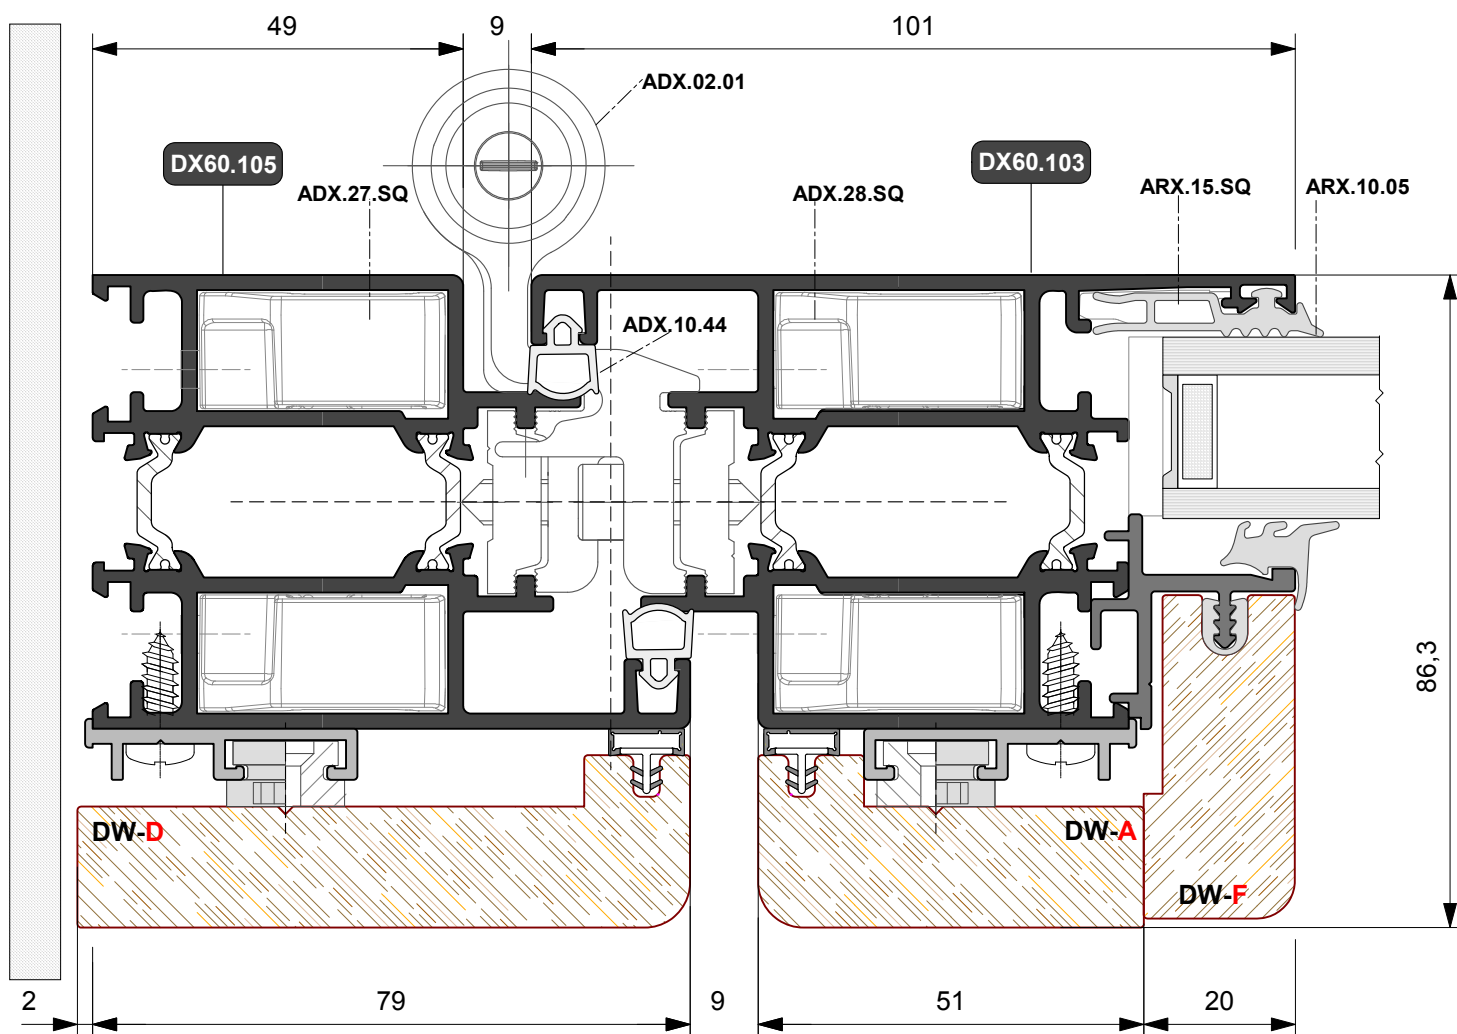 49
9
101
ADX.02.01
DX60.105
DX60.103
ADX.27.SQ
ADX.28.SQ
ARX.15.SQ
ARX.10.05
ADX.10.44
86,3
DW-D
DW-A
DW-F
2
79
9
51
20